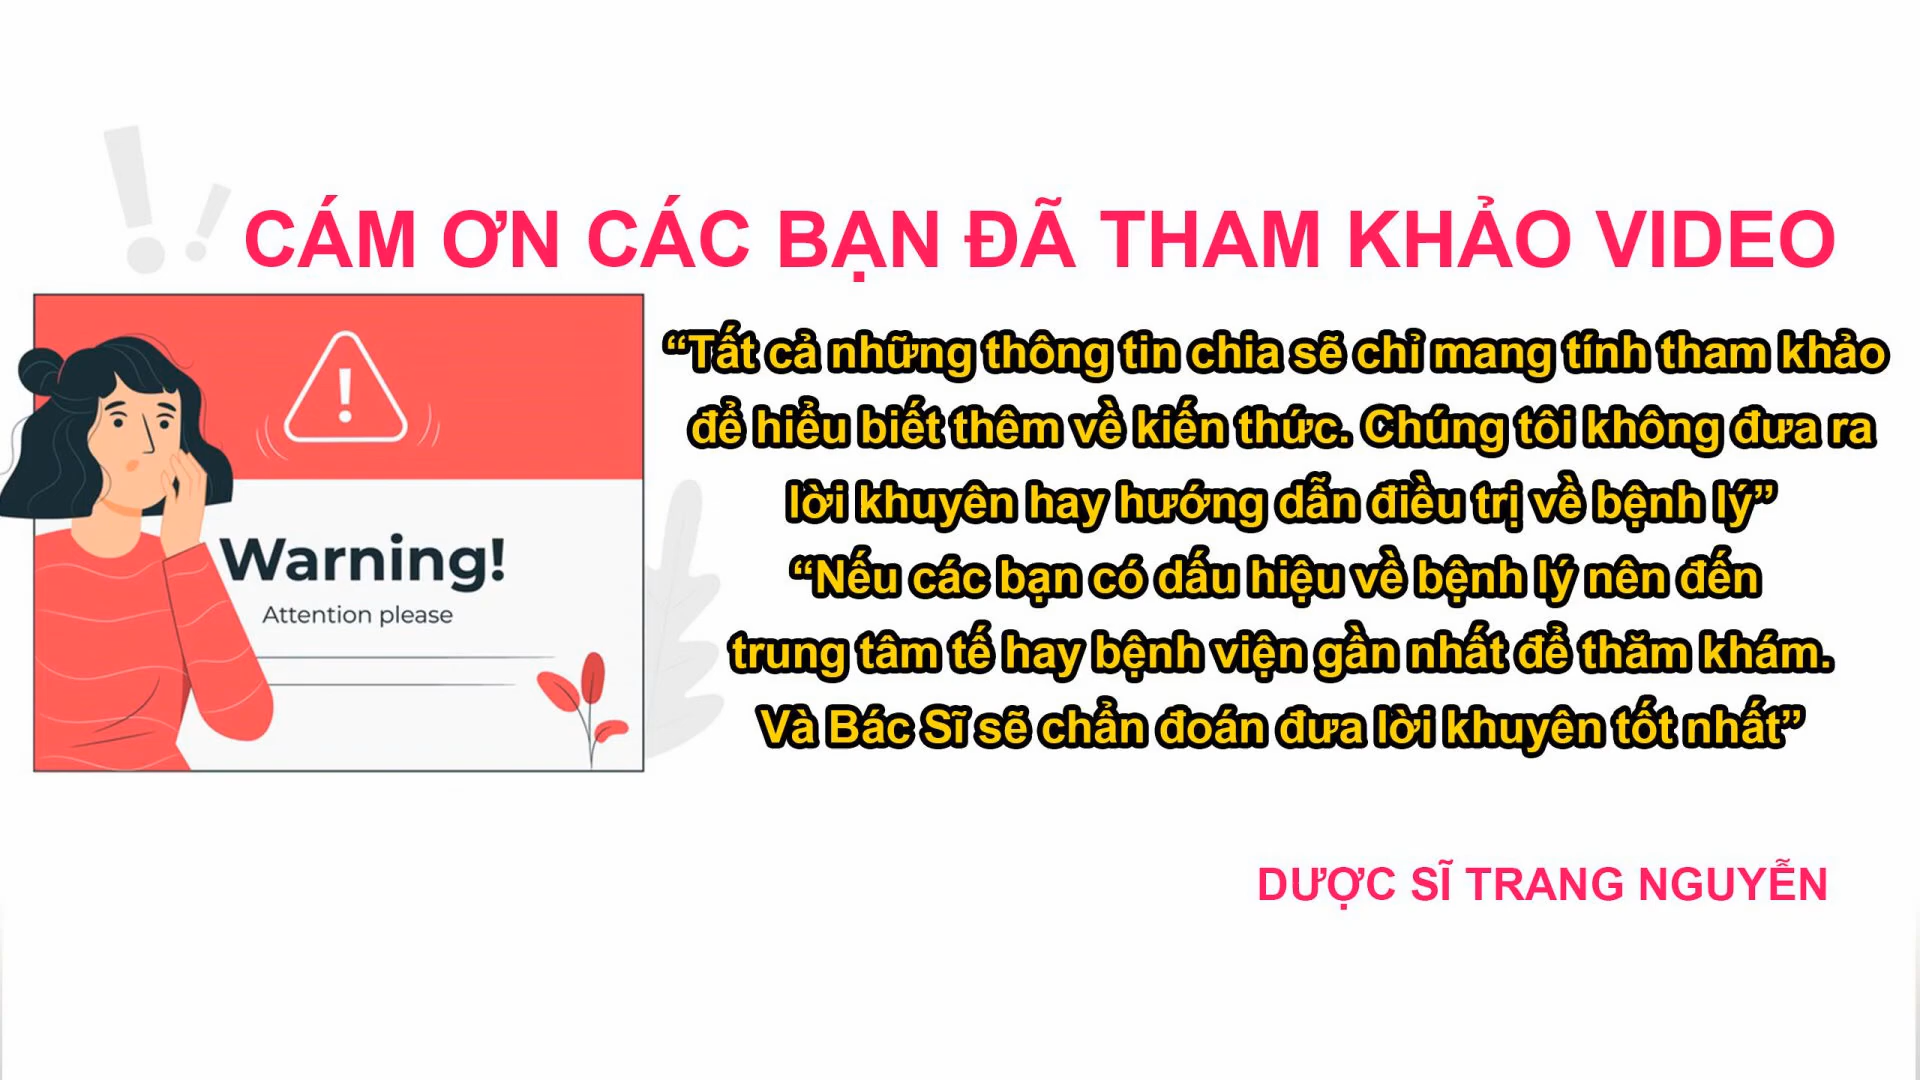 CÁM ƠN CÁC BẠN ĐÃ THAM KHẢO VIDEO
“Tất cả những thông tin chia sẽ chỉ mang tính tham khảo
để hiểu biết thêm về kiến thức. Chúng tôi không đưa ra
lời khuyên hay hướng dẫn điều trị về bệnh lý”
“Nếu các bạn có dấu hiệu về bệnh lý nên đến
trung tâm tế hay bệnh viện gần nhất để thăm khám.
Và Bác Sĩ sẽ chẩn đoán đưa lời khuyên tốt nhất”
Warning!
Attention please
DƯỢC SĨ TRANG NGUYỄN